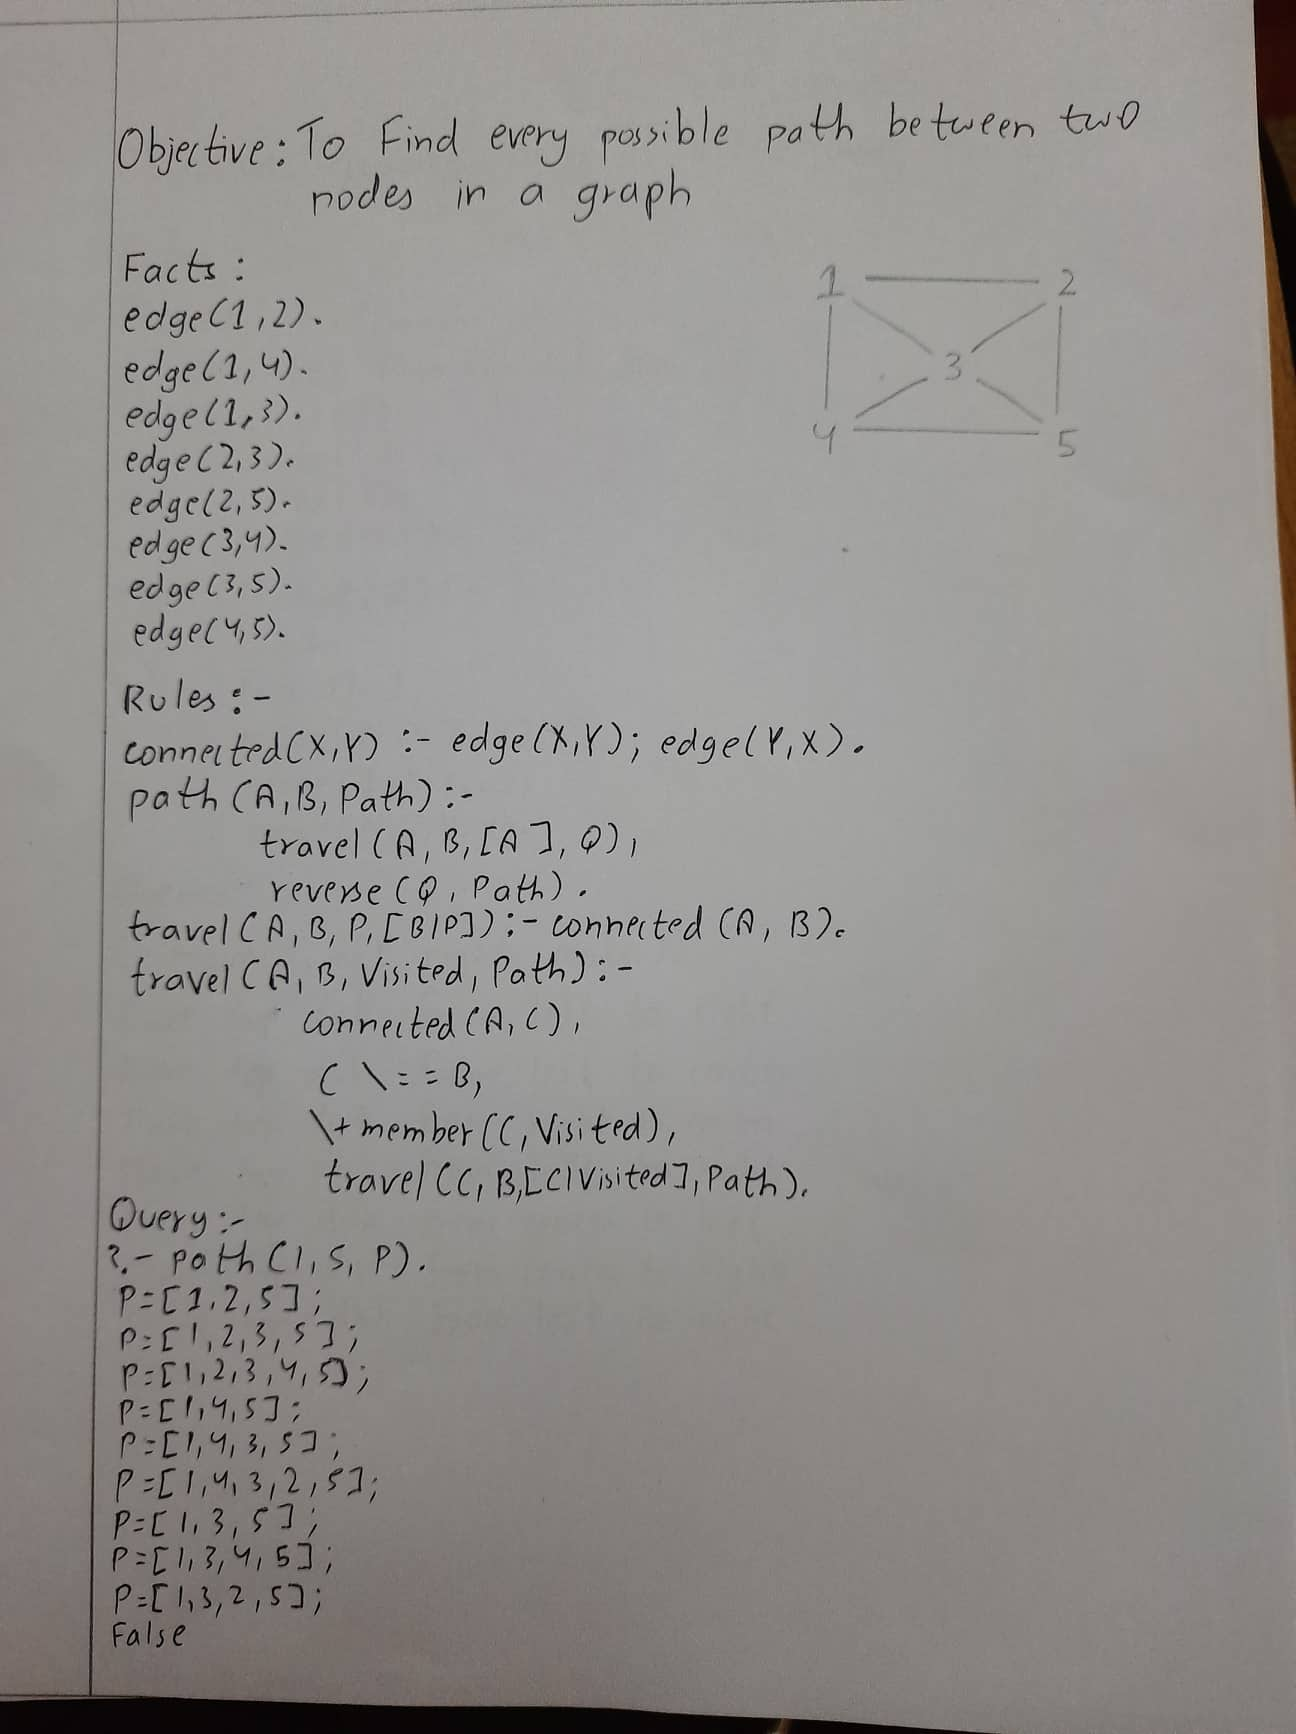 Objective: To Find every possible path between two
nodes in a graph
Facts:
edge(1,2).
edge(1,4).
edge(1,3).
edge(2,3).
edge(2,5).
edge(3,4).
edge(3,5).
edge(4,5).
1 2
3
4 5
Rules:-
connected(X,Y) :- edge(X,Y); edge(Y,X).
path(A,B,Path):-
travel(A,B,[A],Q),
reverse(Q,Path).
travel(A,B,P,[B|P]):- connected(A,B).
travel(A,B,Visited,Path):-
connected(A,C),
C \== B,
\+member(C,Visited),
travel(C,B,[C|Visited],Path).
Query:-
?- path(1,5,P).
P=[1,2,5];
P=[1,2,3,5];
P=[1,2,3,4,5];
P=[1,4,5];
P=[1,4,3,5];
P=[1,4,3,2,5];
P=[1,3,5];
P=[1,3,4,5];
P=[1,3,2,5];
False